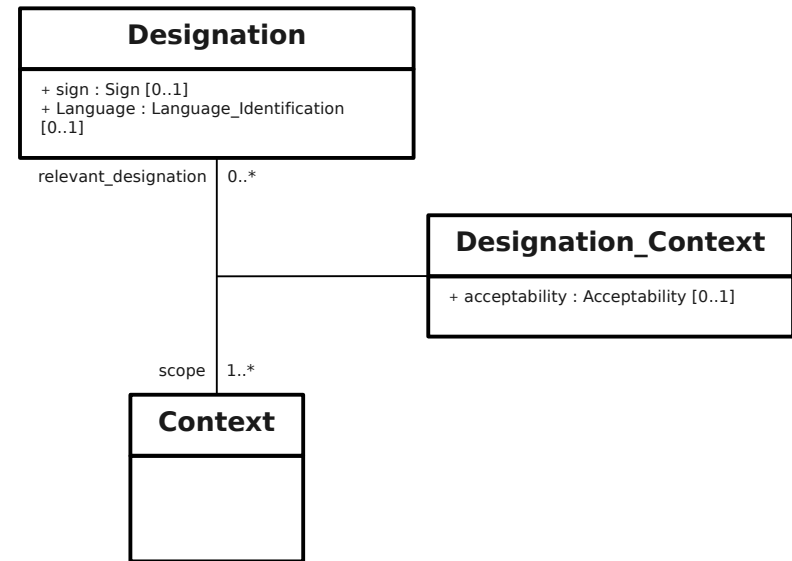 Designation
+ sign : Sign [0..1]
+ Language : Language_Identification
[0..1]
relevant_designation 0..*
Designation_Context
+ acceptability : Acceptability [0..1]
scope 1..*
Context